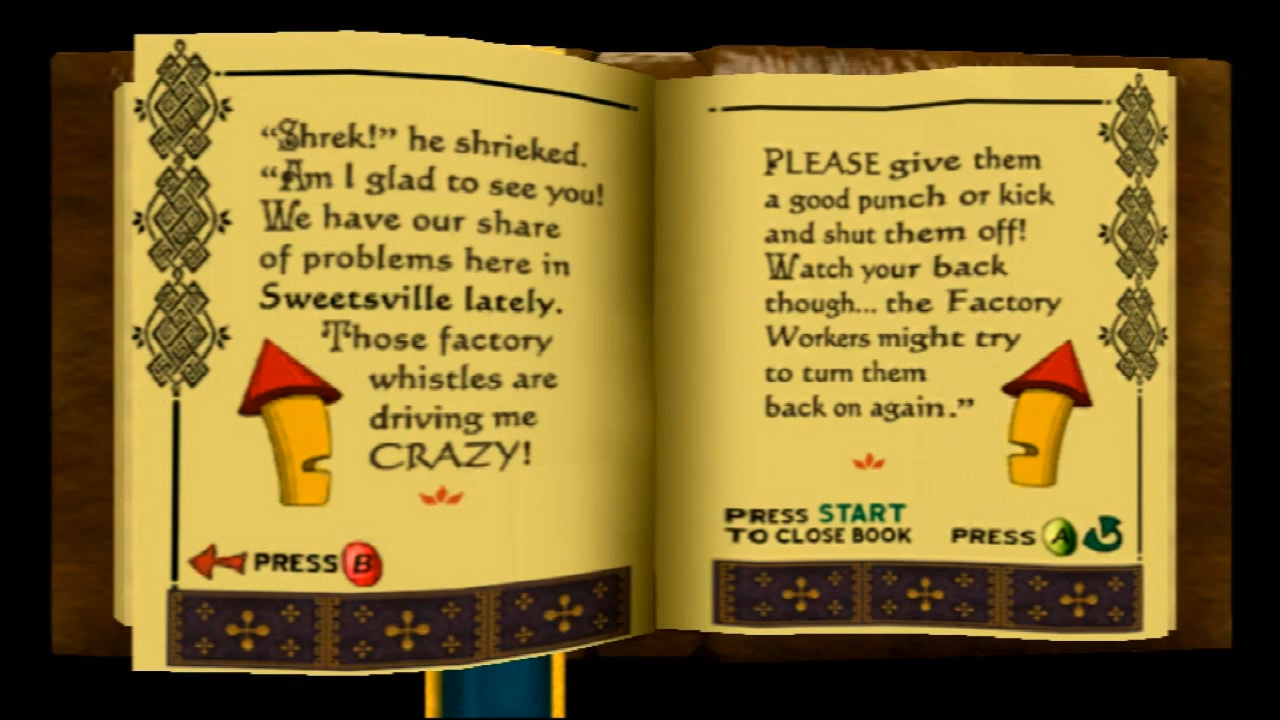 “Shrek!” he shrieked.
“Am I glad to see you!
We have our share
of problems here in
Sweetsville lately.
Those factory
whistles are
driving me
CRAZY!
PRESS B
PLEASE give them
a good punch or kick
and shut them off!
Watch your back
though... the Factory
Workers might try
to turn them
back on again.”
PRESS START
TO CLOSE BOOK
PRESS A